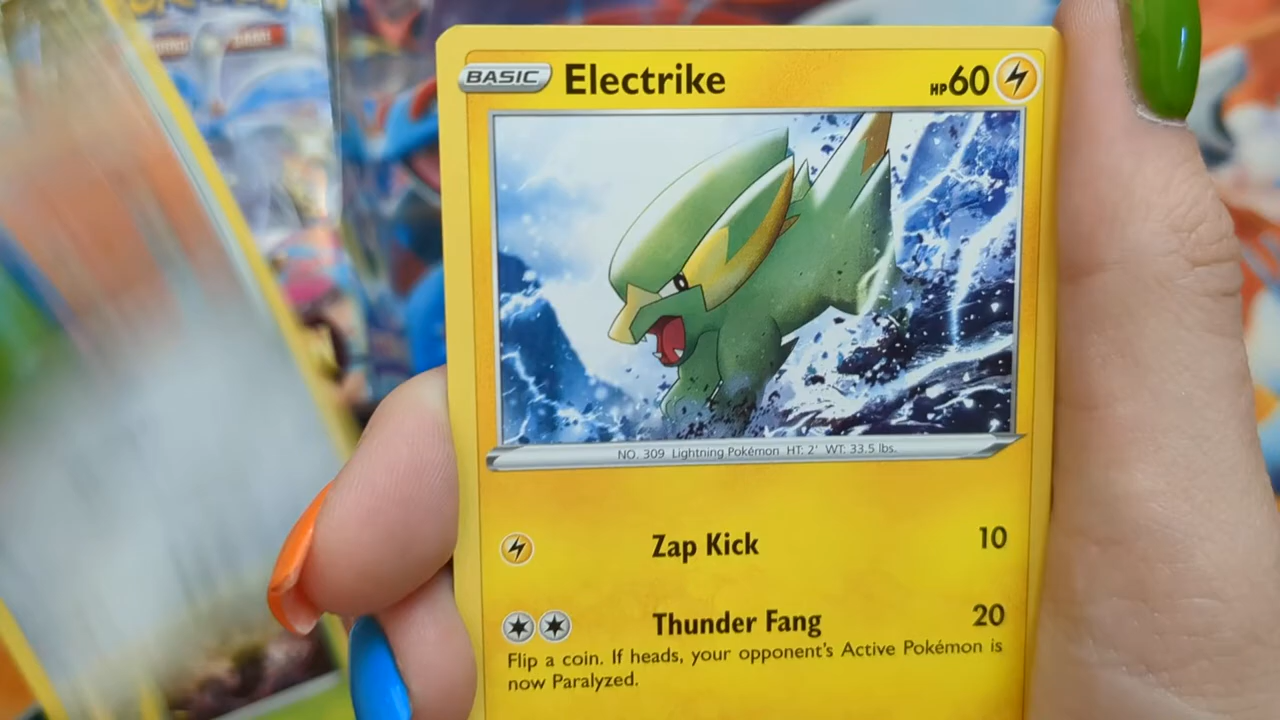 BASIC Electrike HP60
NO. 309 Lightning Pokémon HT: 2' WT: 33.5 lbs.
Zap Kick 10
Thunder Fang 20
Flip a coin. If heads, your opponent's Active Pokémon is
now Paralyzed.